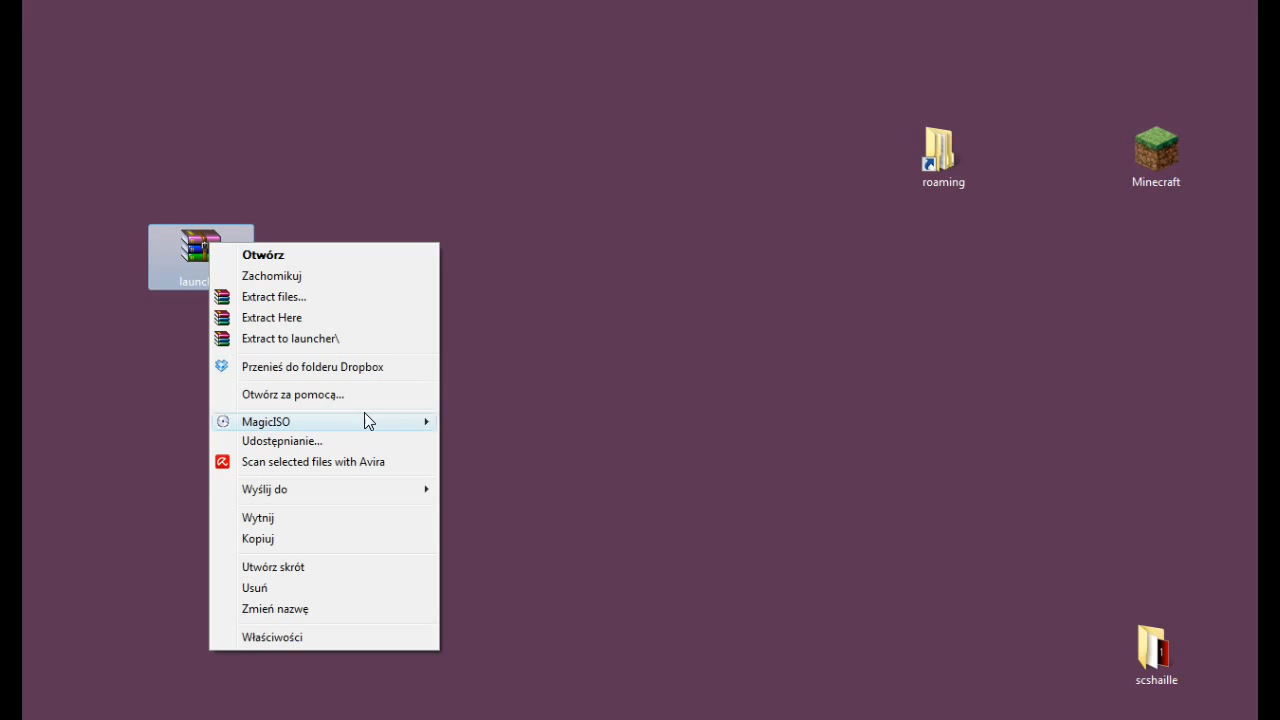 roaming
Minecraft
Otwórz
Zachomikuj
Extract files...
Extract Here
Extract to launcher\
Przenieś do folderu Dropbox
Otwórz za pomocą...
MagicISO
Udostępnianie...
Scan selected files with Avira
Wyślij do
Wytnij
Kopiuj
Utwórz skrót
Usuń
Zmień nazwę
Właściwości
scshaille